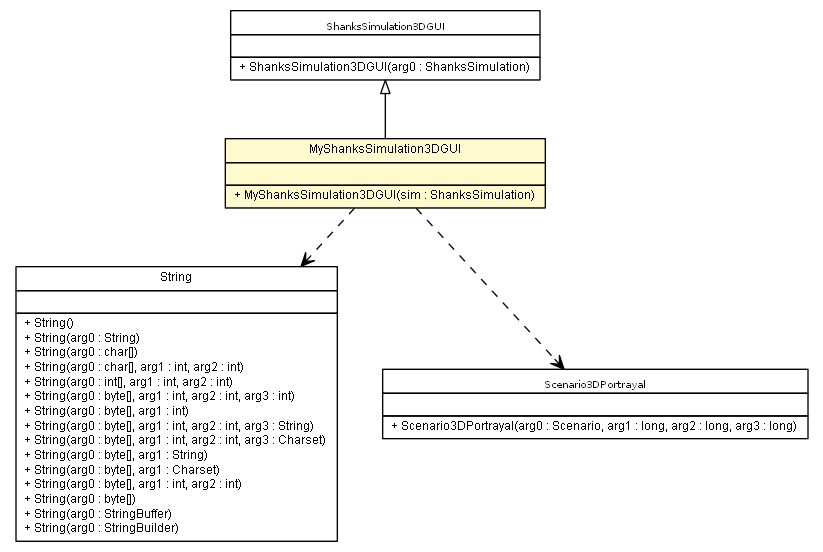 ShanksSimulation3DGUI
+ ShanksSimulation3DGUI(arg0 : ShanksSimulation)
MyShanksSimulation3DGUI
+ MyShanksSimulation3DGUI(sim : ShanksSimulation)
String
+ String()
+ String(arg0 : String)
+ String(arg0 : char[])
+ String(arg0 : char[], arg1 : int, arg2 : int)
+ String(arg0 : int[], arg1 : int, arg2 : int)
+ String(arg0 : byte[], arg1 : int, arg2 : int, arg3 : int)
+ String(arg0 : byte[], arg1 : int)
+ String(arg0 : byte[], arg1 : int, arg2 : int, arg3 : String)
+ String(arg0 : byte[], arg1 : int, arg2 : int, arg3 : Charset)
+ String(arg0 : byte[], arg1 : String)
+ String(arg0 : byte[], arg1 : Charset)
+ String(arg0 : byte[], arg1 : int, arg2 : int)
+ String(arg0 : byte[])
+ String(arg0 : StringBuffer)
+ String(arg0 : StringBuilder)
Scenario3DPortrayal
+ Scenario3DPortrayal(arg0 : Scenario, arg1 : long, arg2 : long, arg3 : long)